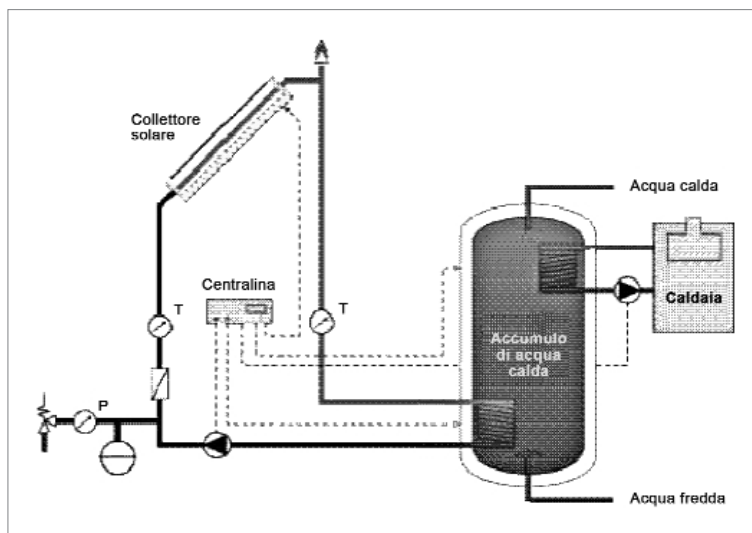 Collettore
solare
Acqua calda
Centralina
T
T
Caldaia
Accumulo
di acqua
calda
P
Acqua fredda